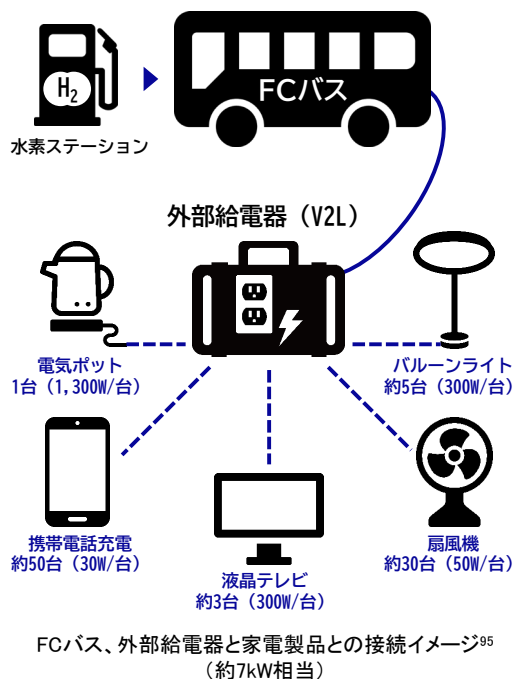 H2
FCバス
水素ステーション
外部給電器（V2L）
電気ポット
1台（1,300W/台）
バルーンライト
約5台（300W/台）
携帯電話充電
約50台（30W/台）
液晶テレビ
約3台（300W/台）
扇風機
約30台（50W/台）
FCバス、外部給電器と家電製品との接続イメージ95
（約7kW相当）